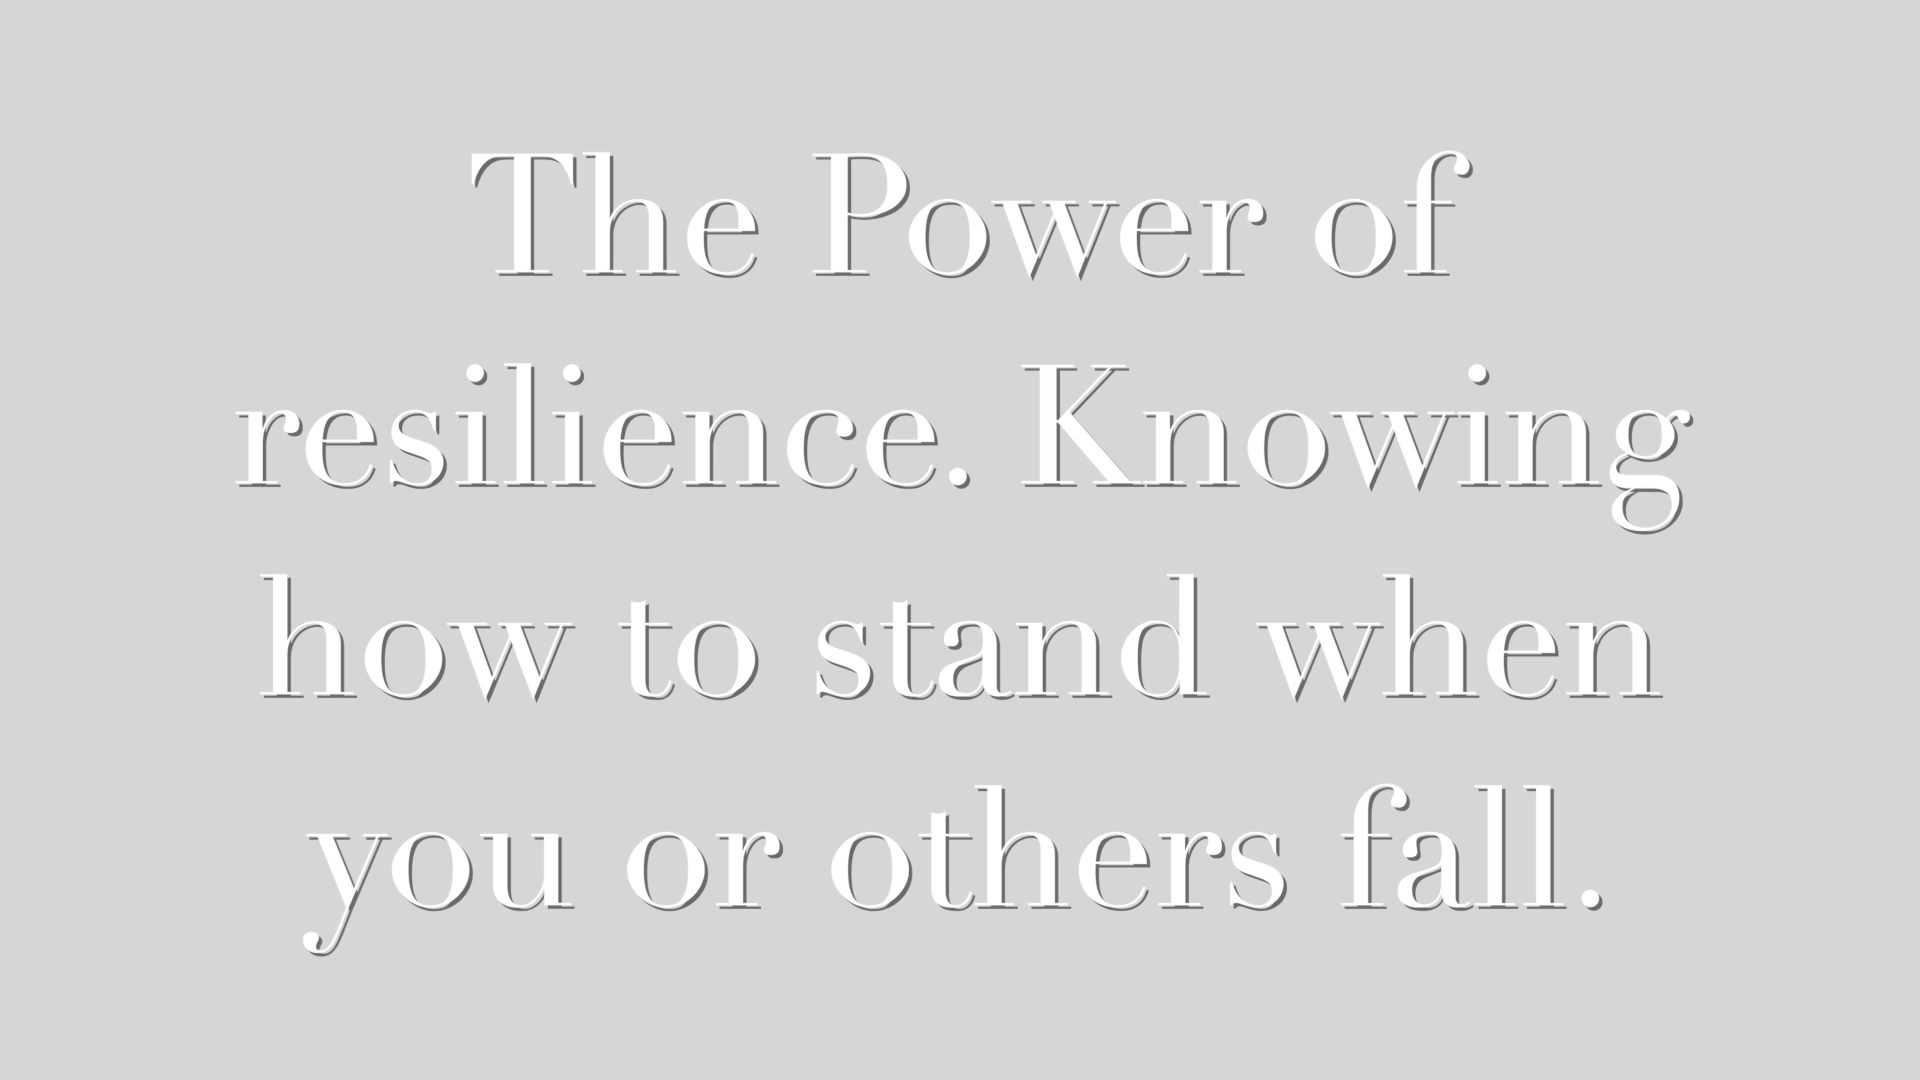 The Power of
resilience. Knowing
how to stand when
you or others fall.